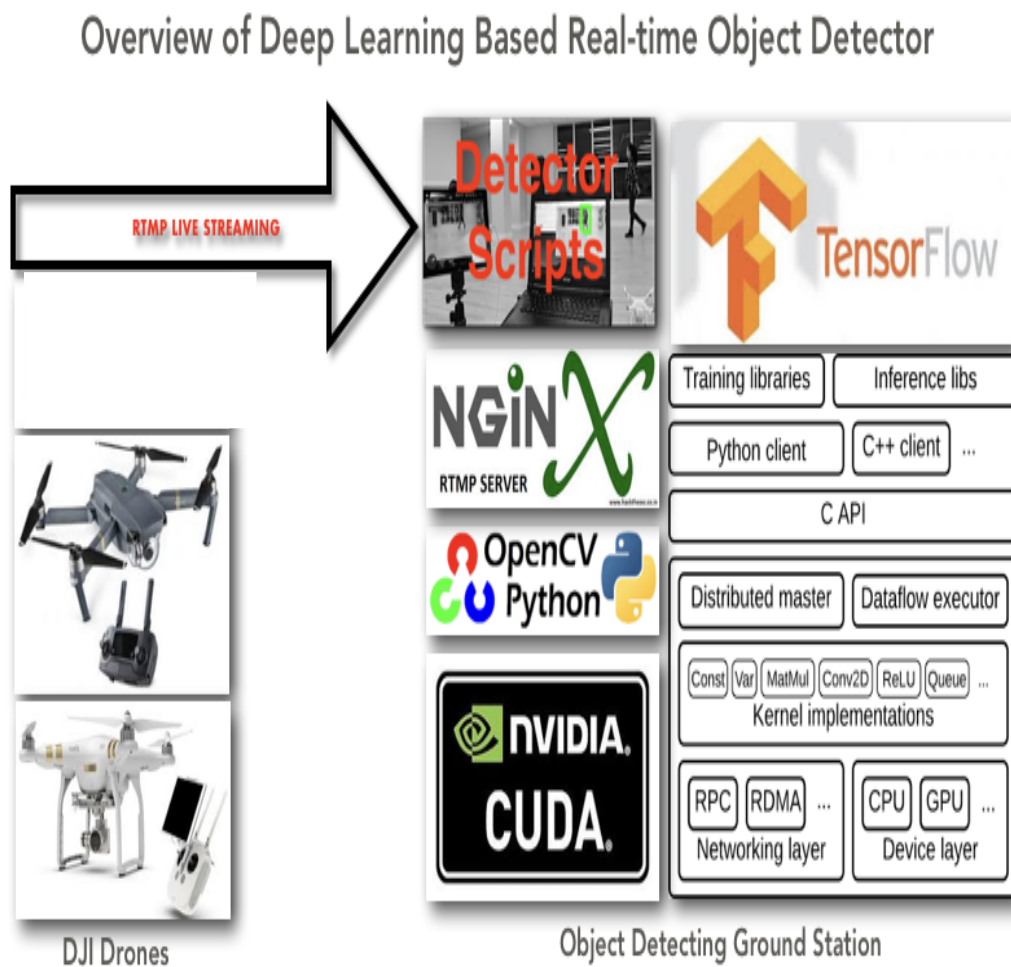 Overview of Deep Learning Based Real-time Object Detector
RTMP LIVE STREAMING
Detector
Scripts
TensorFlow
NGiNX
RTMP SERVER
OpenCV
Python
NVIDIA.
CUDA.
Training libraries
Inference libs
Python client
C++ client
...
C API
Distributed master
Dataflow executor
Const
Var
MatMul
Conv2D
ReLU
Queue
...
Kernel implementations
RPC
RDMA
...
Networking layer
CPU
GPU
...
Device layer
DJI Drones
Object Detecting Ground Station